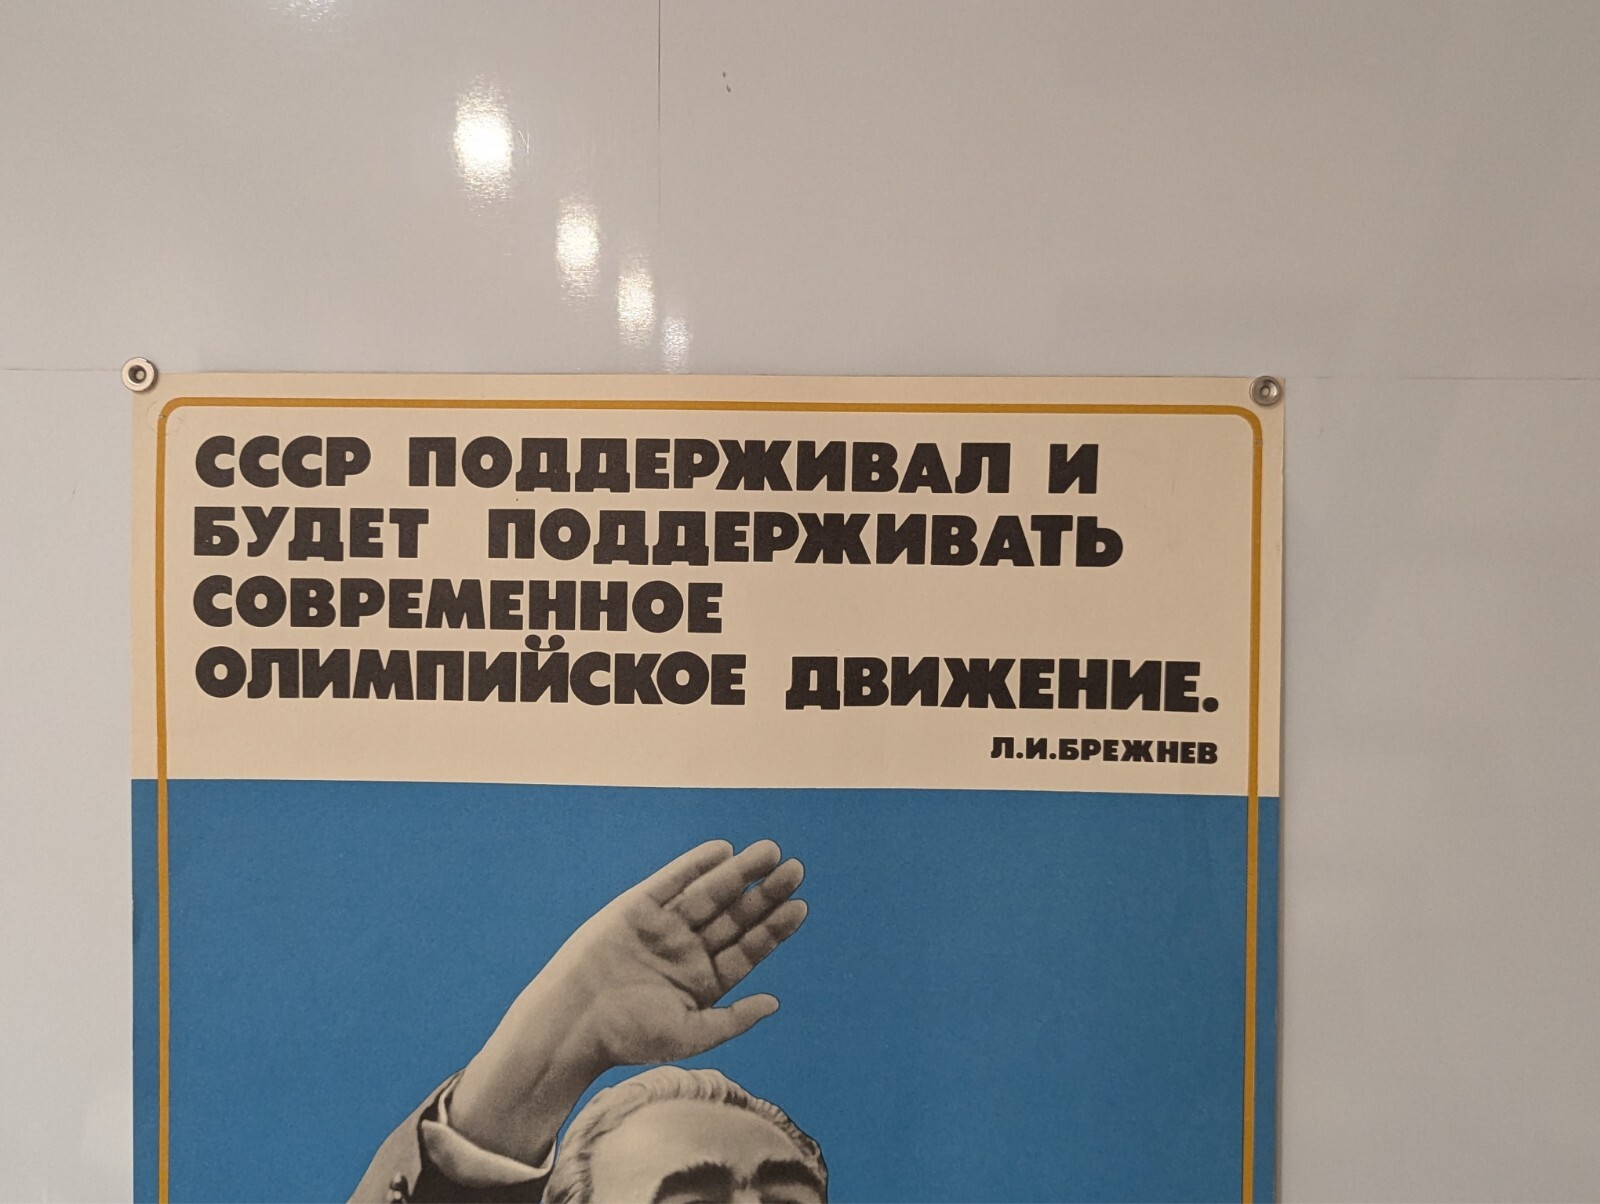 СССР ПОДДЕРЖИВАЛ И
БУДЕТ ПОДДЕРЖИВАТЬ
СОВРЕМЕННОЕ
ОЛИМПИЙСКОЕ ДВИЖЕНИЕ.
Л.И.БРЕЖНЕВ